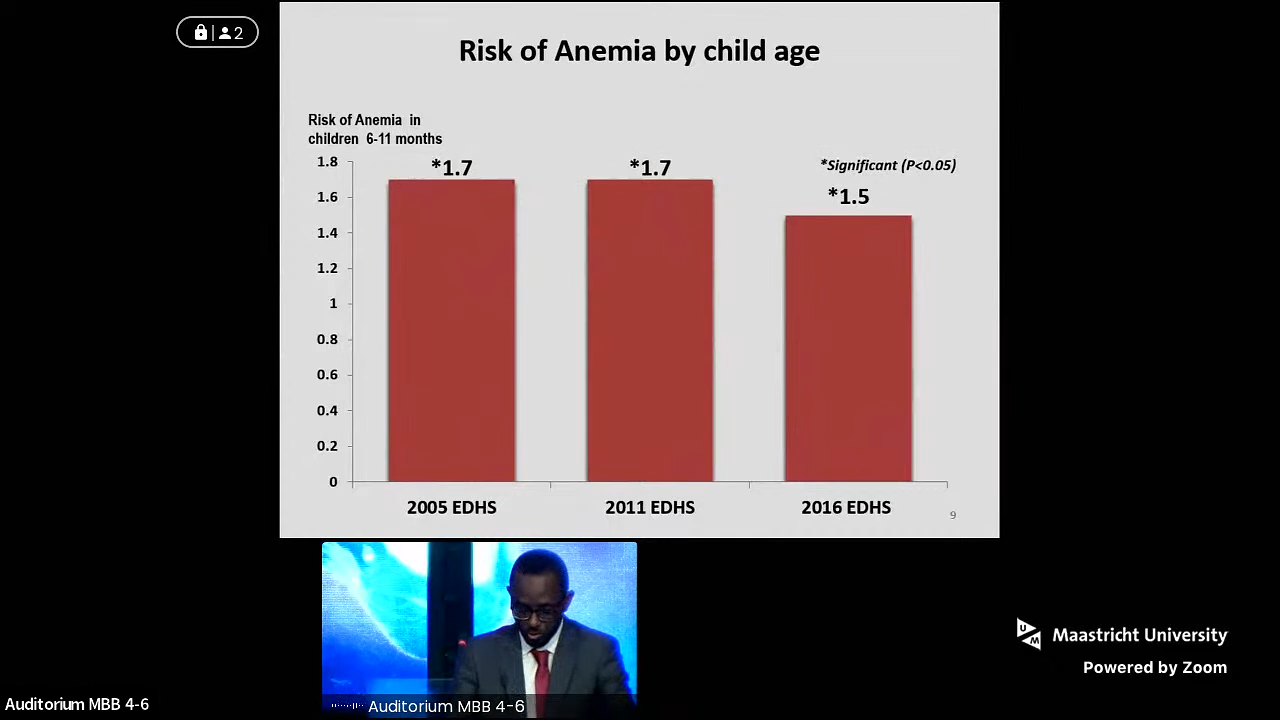 2
Risk of Anemia by child age
Risk of Anemia in
children 6-11 months
1.8
1.6
1.4
1.2
1
0.8
0.6
0.4
0.2
0
*1.7
*1.7
*Significant (P<0.05)
*1.5
2005 EDHS
2011 EDHS
2016 EDHS
9
UM
Maastricht University
Powered by Zoom
Auditorium MBB 4-6
Auditorium MBB 4-6